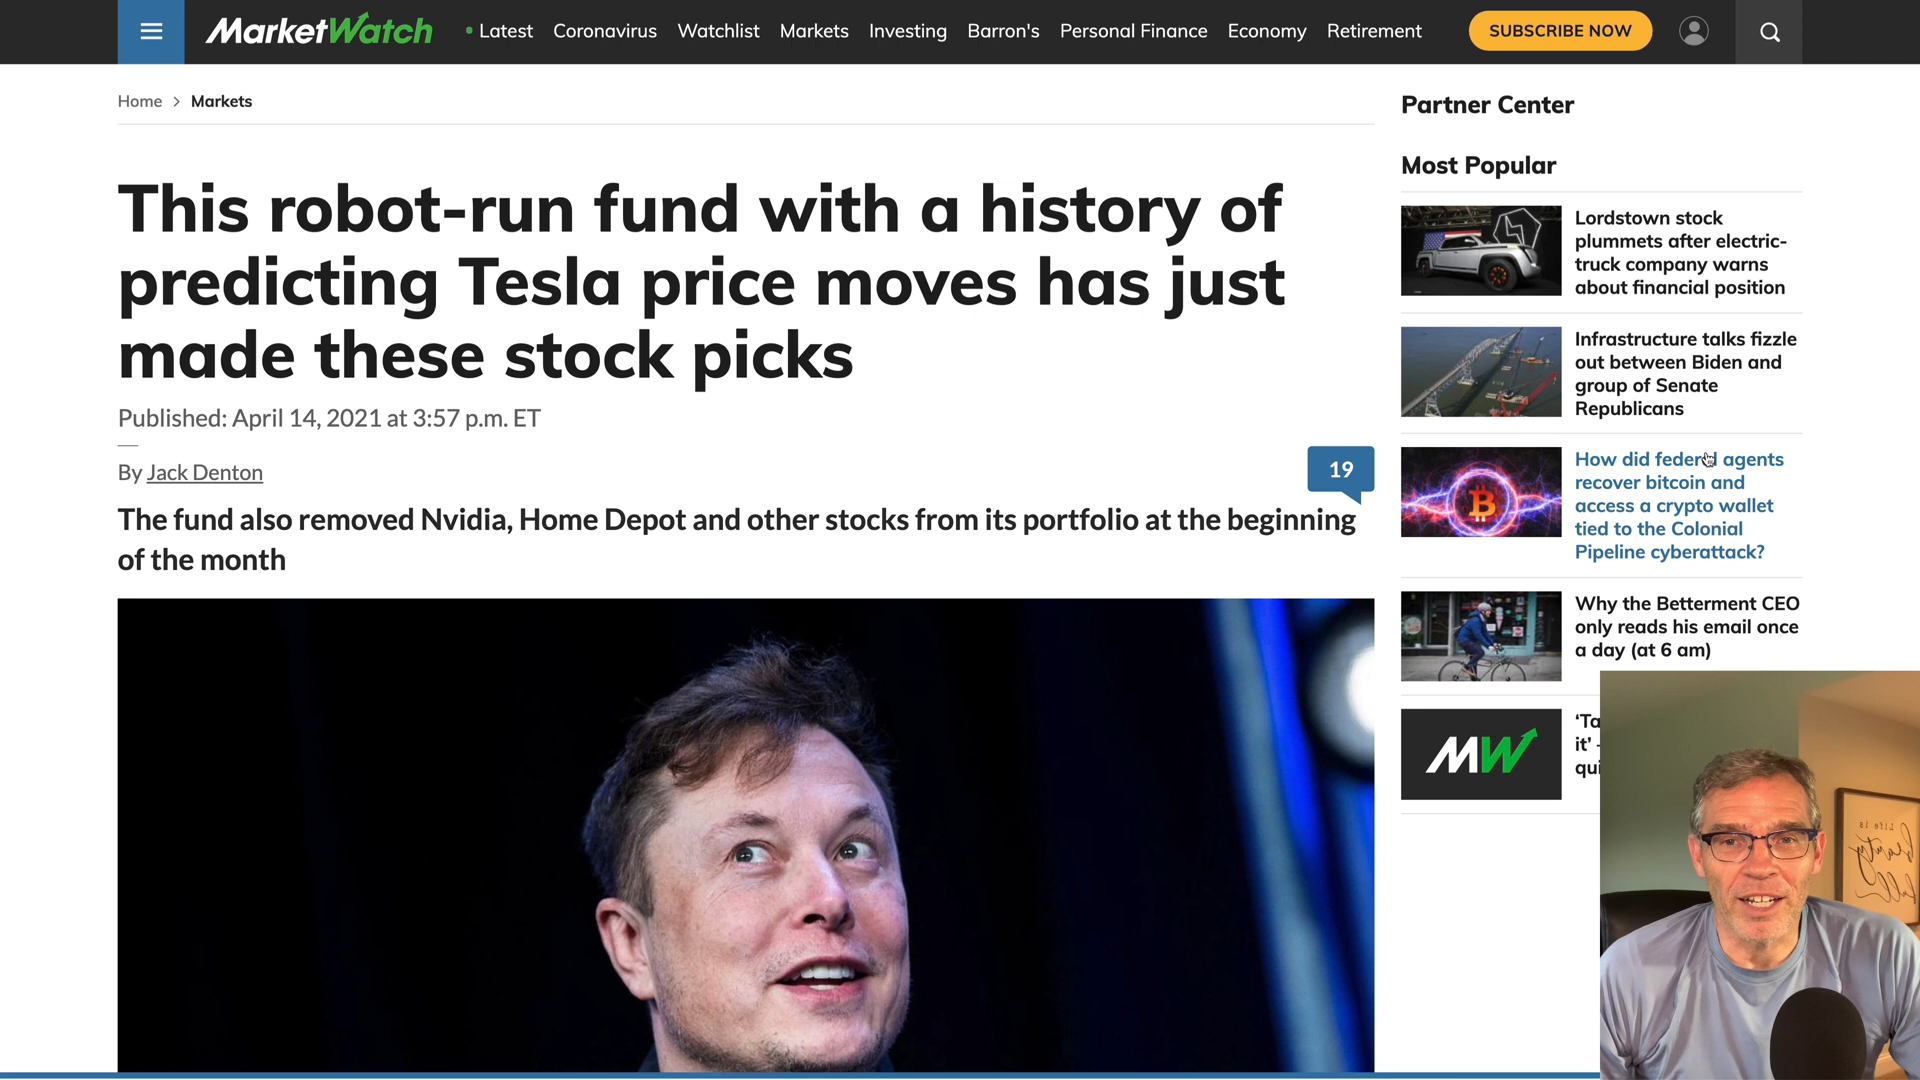 MarketWatch
Latest
Coronavirus
Watchlist
Markets
Investing
Barron's
Personal Finance
Economy
Retirement
SUBSCRIBE NOW
Home > Markets
This robot-run fund with a history of
predicting Tesla price moves has just
made these stock picks
Published: April 14, 2021 at 3:57 p.m. ET
By Jack Denton
19
The fund also removed Nvidia, Home Depot and other stocks from its portfolio at the beginning
of the month
Partner Center
Most Popular
Lordstown stock
plummets after electric-
truck company warns
about financial position
Infrastructure talks fizzle
out between Biden and
group of Senate
Republicans
How did federal agents
recover bitcoin and
access a crypto wallet
tied to the Colonial
Pipeline cyberattack?
Why the Betterment CEO
only reads his email once
a day (at 6 am)
MW
‘Ta
it’ -
qui
Life is